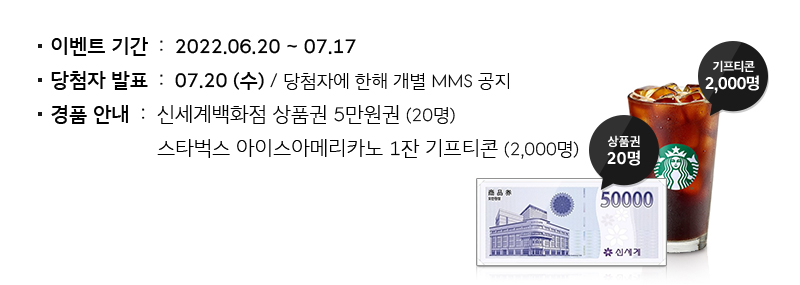 ▪ 이벤트 기간 : 2022.06.20 ~ 07.17
▪ 당첨자 발표 : 07.20 (수) / 당첨자에 한해 개별 MMS 공지
▪ 경품 안내 : 신세계백화점 상품권 5만원권 (20명)
스타벅스 아이스아메리카노 1잔 기프티콘 (2,000명)
기프티콘
2,000명
상품권
20명
商品券
50000
신세계